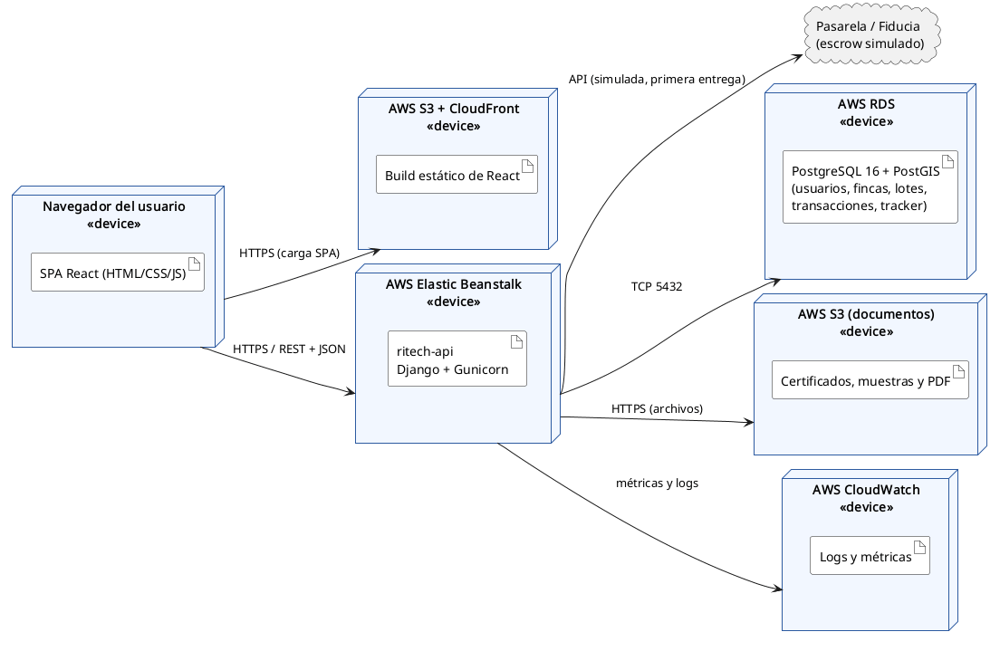 Pasarela / Fiducia
(escrow simulado)
API (simulada, primera entrega)
AWS S3 + CloudFront
«device»
Build estático de React
AWS RDS
«device»
PostgreSQL 16 + PostGIS
(usuarios, fincas, lotes,
transacciones, tracker)
Navegador del usuario
«device»
SPA React (HTML/CSS/JS)
HTTPS (carga SPA)
HTTPS / REST + JSON
AWS Elastic Beanstalk
«device»
ritech-api
Django + Gunicorn
TCP 5432
AWS S3 (documentos)
«device»
Certificados, muestras y PDF
HTTPS (archivos)
métricas y logs
AWS CloudWatch
«device»
Logs y métricas